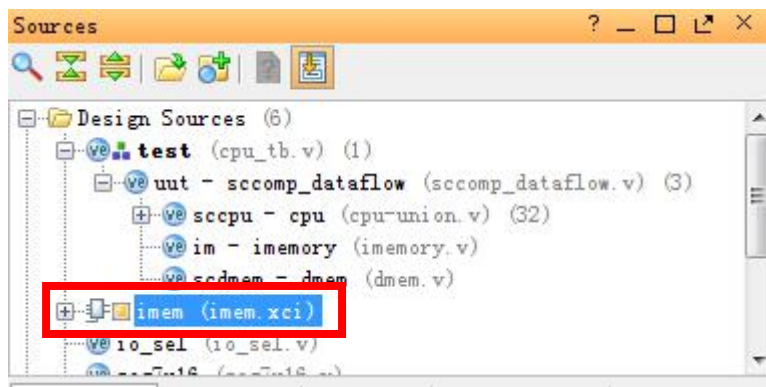 Sources
Design Sources (6)
test (cpu_tb.v) (1)
uut - sccomp_dataflow (sccomp_dataflow.v) (3)
sccpu - cpu (cpu-union.v) (32)
im - imemory (imemory.v)
scdmem - dmem (dmem.v)
imem (imem.xci)
io_sel (io_sel.v)